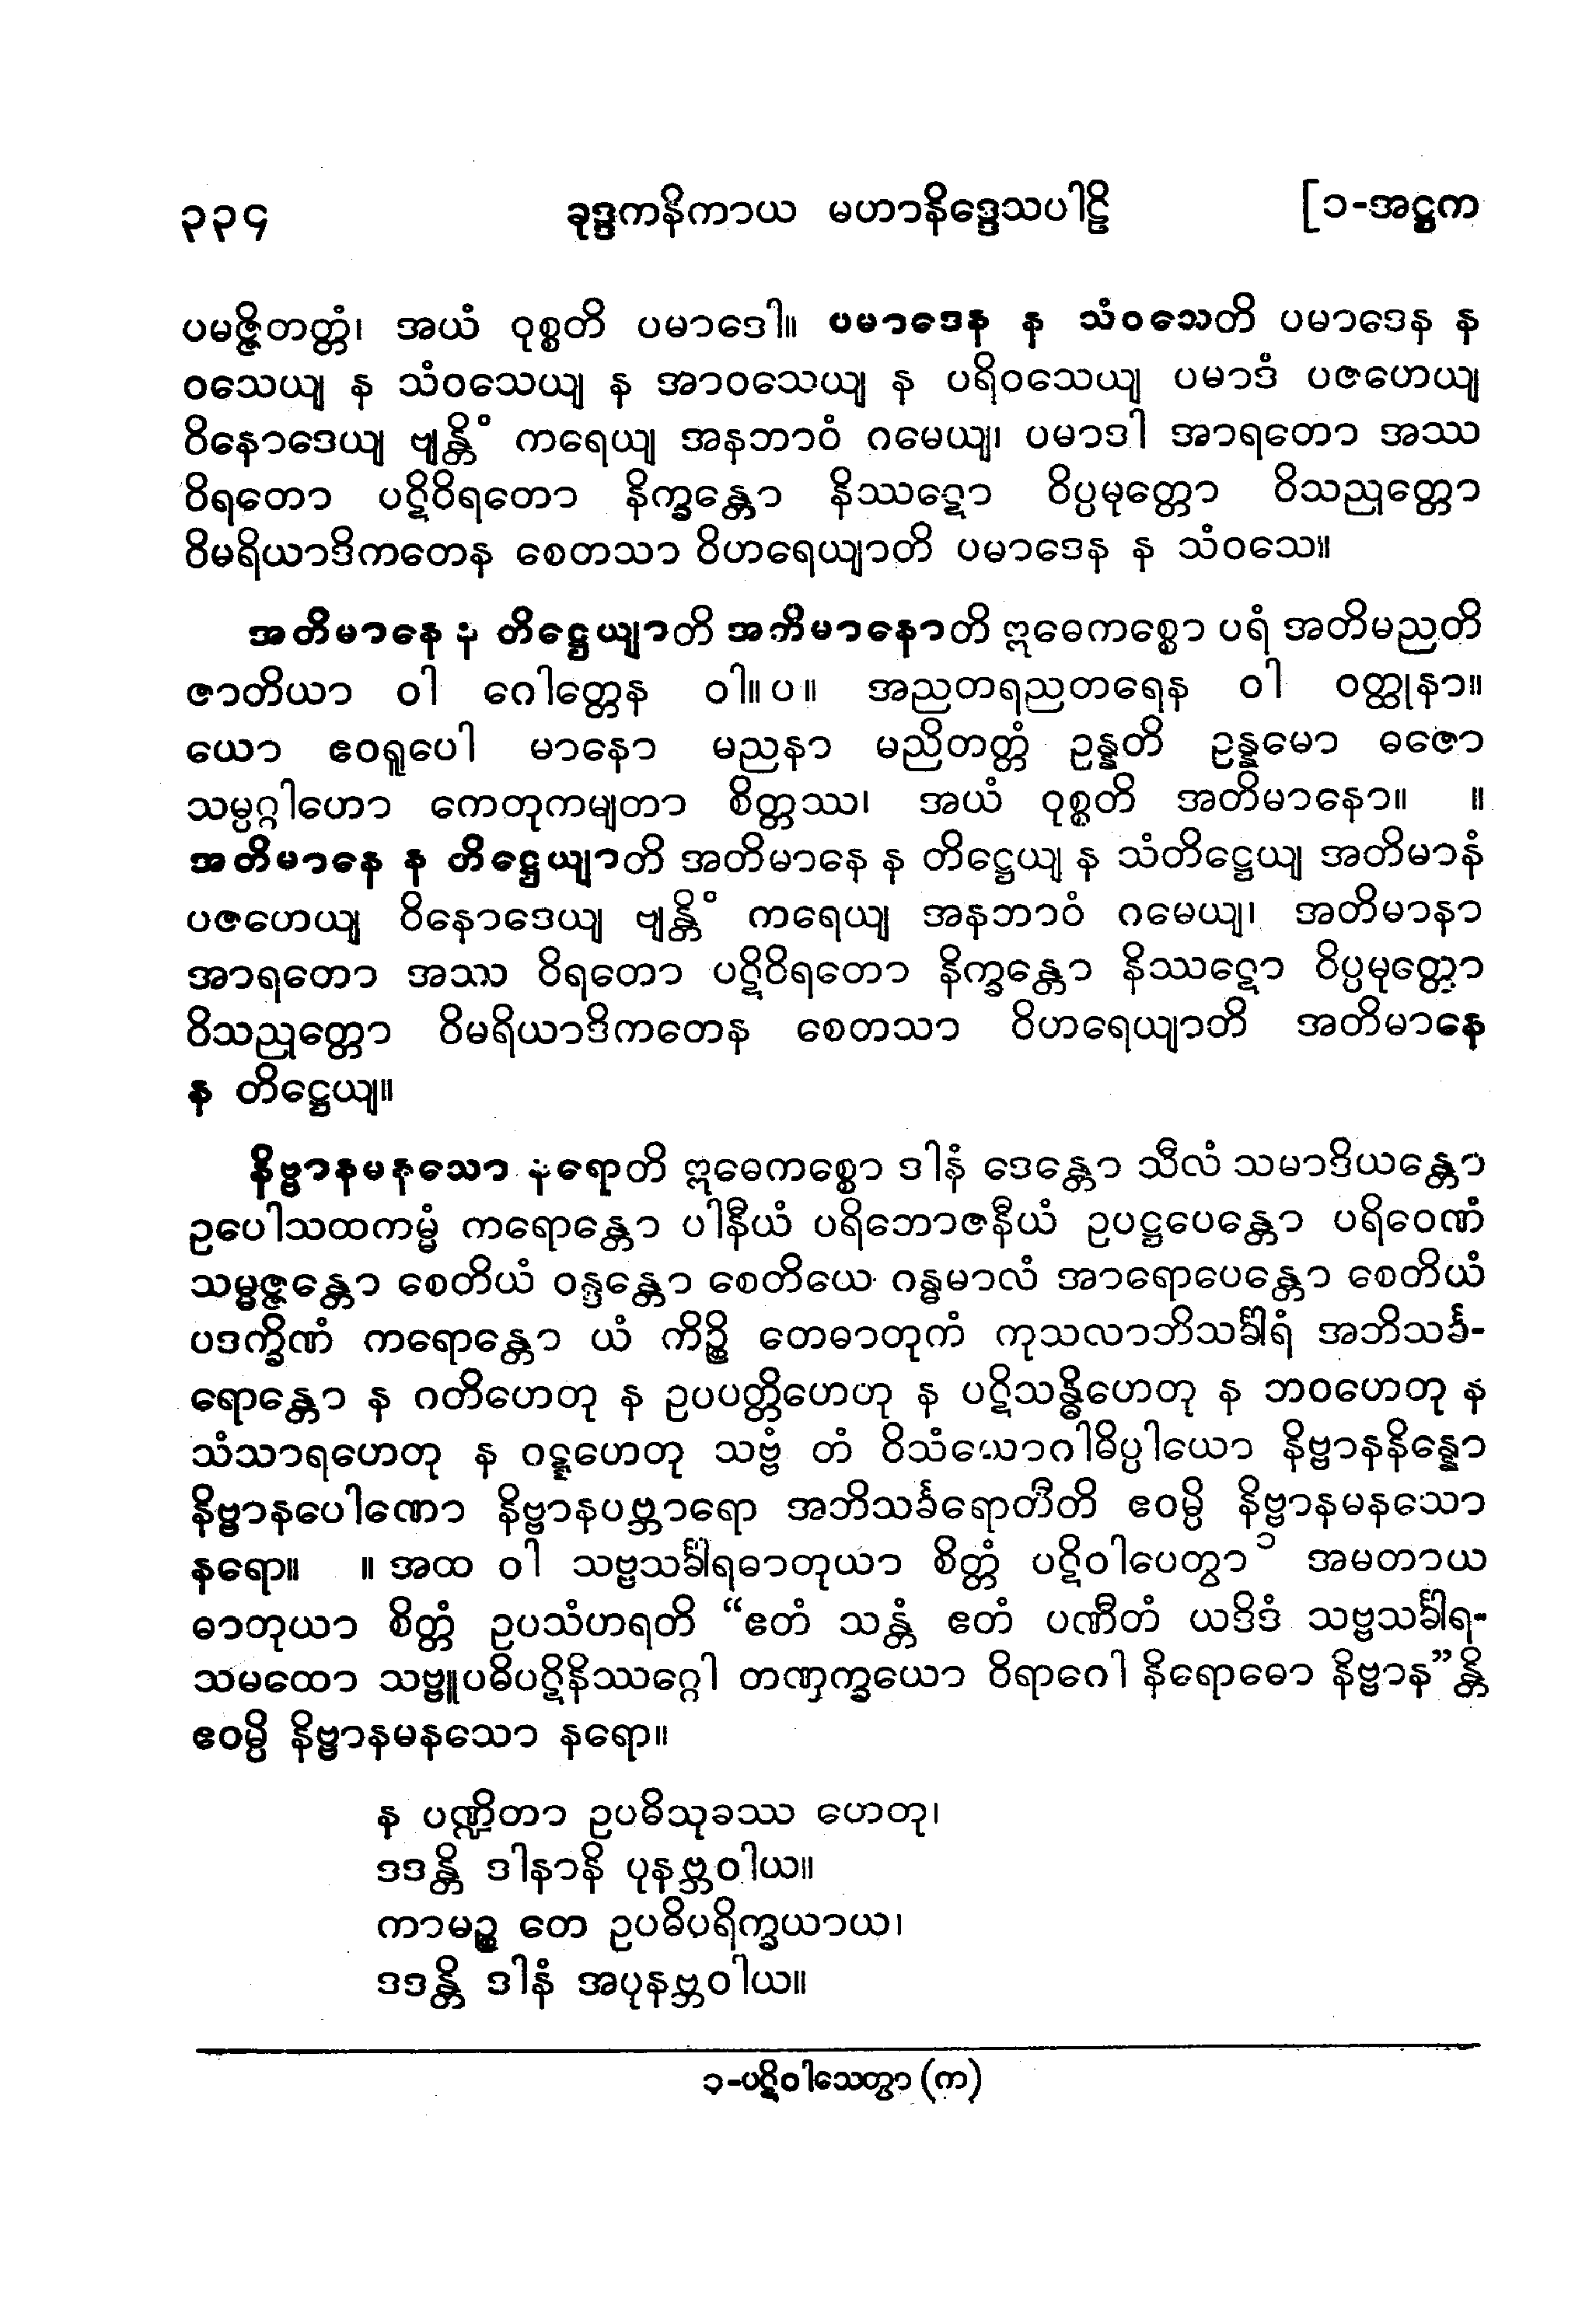 ၃၃၄ ခုဒ္ဒကနိကာယ မဟာနိဒ္ဒေသပါဠိ [၁-အဋ္ဌက
ပမဇ္ဇိတတ္တံ၊ အယံ ဝုစ္စတိ ပမာဒေါ။ ပမာဒေန န သံဝသေတိ ပမာဒေန န
ဝသေယျ န သံဝသေယျ န အာဝသေယျ န ပရိဝသေယျ ပမာဒံ ပဇဟေယျ
ဝိနောဒေယျ ဗျန္တိံ ကရေယျ အနဘာဝံ ဂမေယျ၊ ပမာဒါ အာရတော အဿ
ဝိရတော ပဋိဝိရတော နိက္ခန္တော နိဿဋော ဝိပ္ပမုတ္တော ဝိသညုတ္တော
ဝိမရိယာဒိကတေန စေတသာ ဝိဟရေယျာတိ ပမာဒေန န သံဝသေ။
အတိမာနေ န တိဋ္ဌေယျာတိ အတိမာနောတိ ဣဓေကစ္စော ပရံ အတိမညတိ
ဇာတိယာ ဝါ ဂေါတ္တေန ဝါ။ပ။ အညတရညတရေန ဝါ ဝတ္ထုနာ။
ယော ဧဝရူပေါ မာနော မညနာ မညိတတ္တံ ဥန္နတိ ဥန္နမော ဓဇော
သမ္ပဂ္ဂါဟော ကေတုကမျတာ စိတ္တဿ၊ အယံ ဝုစ္စတိ အတိမာနော။ ။
အတိမာနေ န တိဋ္ဌေယျာတိ အတိမာနေ န တိဋ္ဌေယျ န သံတိဋ္ဌေယျ အတိမာနံ
ပဇဟေယျ ဝိနောဒေယျ ဗျန္တိံ ကရေယျ အနဘာဝံ ဂမေယျ၊ အတိမာနာ
အာရတော အဿ ဝိရတော ပဋိဝိရတော နိက္ခန္တော နိဿဋော ဝိပ္ပမုတ္တော
ဝိသညုတ္တော ဝိမရိယာဒိကတေန စေတသာ ဝိဟရေယျာတိ အတိမာနေ
န တိဋ္ဌေယျ။
နိဗ္ဗာနမနသော နရောတိ ဣဓေကစ္စော ဒါနံ ဒေန္တော သီလံ သမာဒိယန္တော
ဥပေါသထကမ္မံ ကရောန္တော ပါနီယံ ပရိဘောဇနီယံ ဥပဋ္ဌပေန္တော ပရိဝေဏံ
သမ္မဇ္ဇန္တော စေတိယံ ဝန္ဒန္တော စေတိယေ ဂန္ဓမာလံ အာရောပေန္တော စေတိယံ
ပဒက္ခိဏံ ကရောန္တော ယံ ကိဉ္စိ တေဓာတုကံ ကုသလာဘိသင်္ခါရံ အဘိသင်္ခ-
ရောန္တော န ဂတိဟေတု န ဥပပတ္တိဟေတု န ပဋိသန္ဓိဟေတု န ဘဝဟေတု န
သံသာရဟေတု န ဝဋ္ဋဟေတု သဗ္ဗံ တံ ဝိသံယောဂါဓိပ္ပါယော နိဗ္ဗာနနိန္နော
နိဗ္ဗာနပေါဏော နိဗ္ဗာနပဗ္ဘာရော အဘိသင်္ခရောတီတိ ဧဝမ္ပိ နိဗ္ဗာနမနသော
နရော။ ။ အထ ဝါ သဗ္ဗသင်္ခါရဓာတုယာ စိတ္တံ ပဋိဝါပေတွာ ၁ အမတာယ
ဓာတုယာ စိတ္တံ ဥပသံဟရတိ “ဧတံ သန္တံ ဧတံ ပဏီတံ ယဒိဒံ သဗ္ဗသင်္ခါရ-
သမထော သဗ္ဗူပဓိပဋိနိဿဂ္ဂေါ တဏှက္ခယော ဝိရာဂေါ နိရောဓော နိဗ္ဗာန”န္တိ
ဧဝမ္ပိ နိဗ္ဗာနမနသော နရော။
န ပဏ္ဍိတာ ဥပဓိသုခဿ ဟေတု၊
ဒဒန္တိ ဒါနာနိ ပုနဗ္ဘဝါယ။
ကာမဉ္စ တေ ဥပဓိပရိက္ခယာယ၊
ဒဒန္တိ ဒါနံ အပုနဗ္ဘဝါယ။
၁-ပဋိဝါသေတွာ (က)